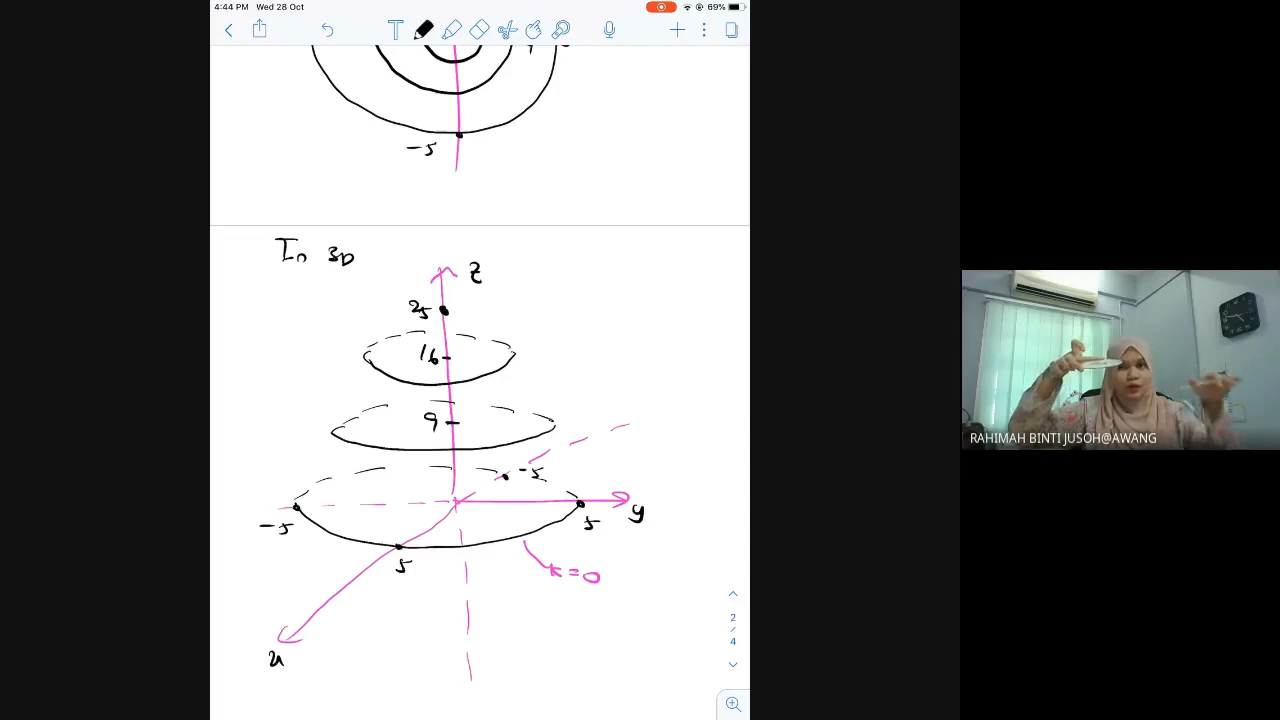 4:44 PM Wed 28 Oct
69%
T
-5
In 3D
z
25
16
9
-5
-5
5
y
5
k=0
x
2
/
4
RAHIMAH BINTI JUSOH@AWANG